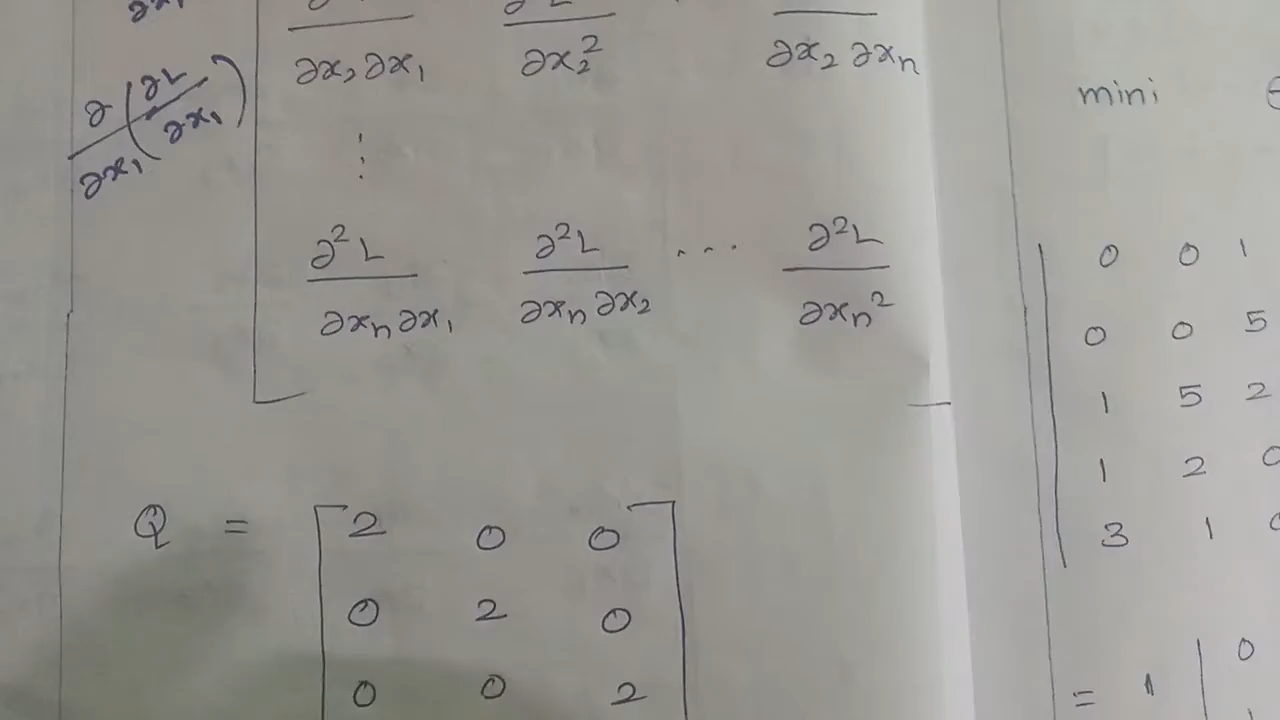 ∂x₂∂x₁ ∂x₂² ∂x₂ ∂xₙ
∂/∂x₁ (∂L/∂x₁)
⋮
∂²L/∂xₙ∂x₁ ∂²L/∂xₙ∂x₂ ... ∂²L/∂xₙ²
Q = [2 0 0
0 2 0
0 0 2
mini
0 0 1
0 0 5
1 5 2
1 2 0
3 1
= 1 | 0